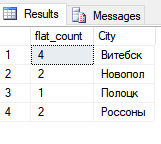 Results Messages
flat_count City
1 4 Витебск
2 2 Новопол
3 1 Полоцк
4 2 Россоны